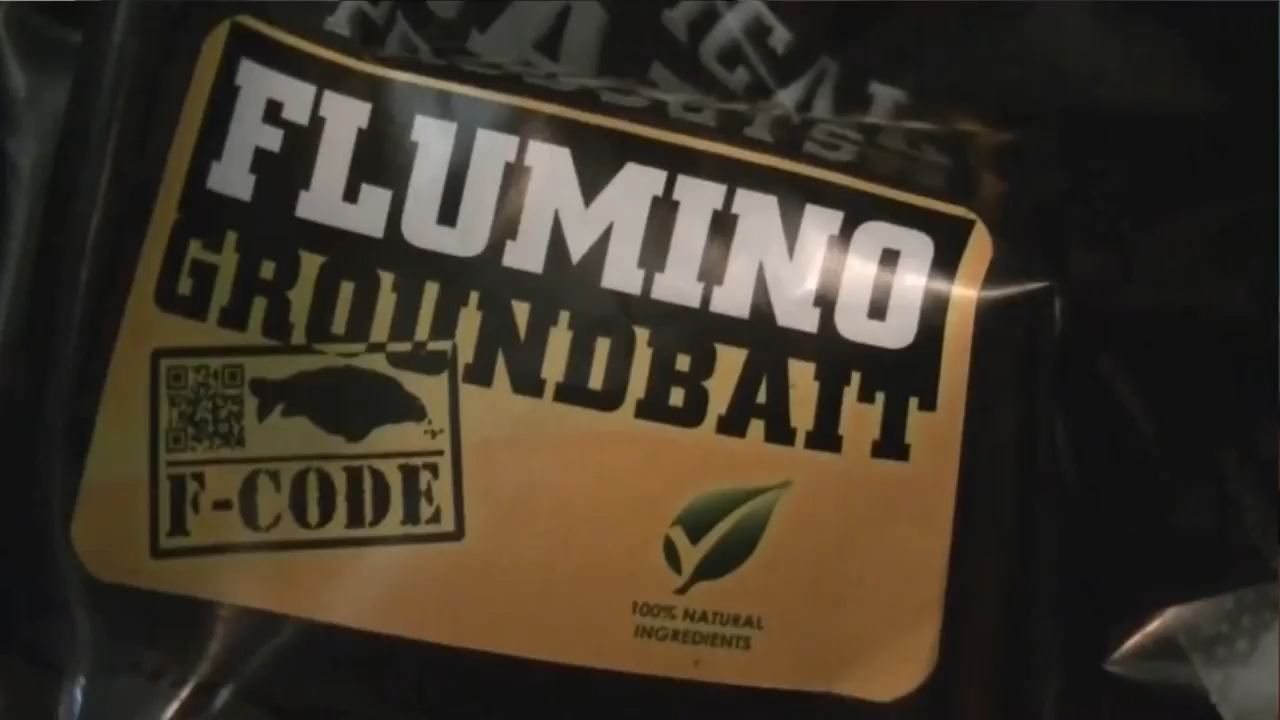 FLUMINO
GROUNDBAIT
F-CODE
100% NATURAL
INGREDIENTS